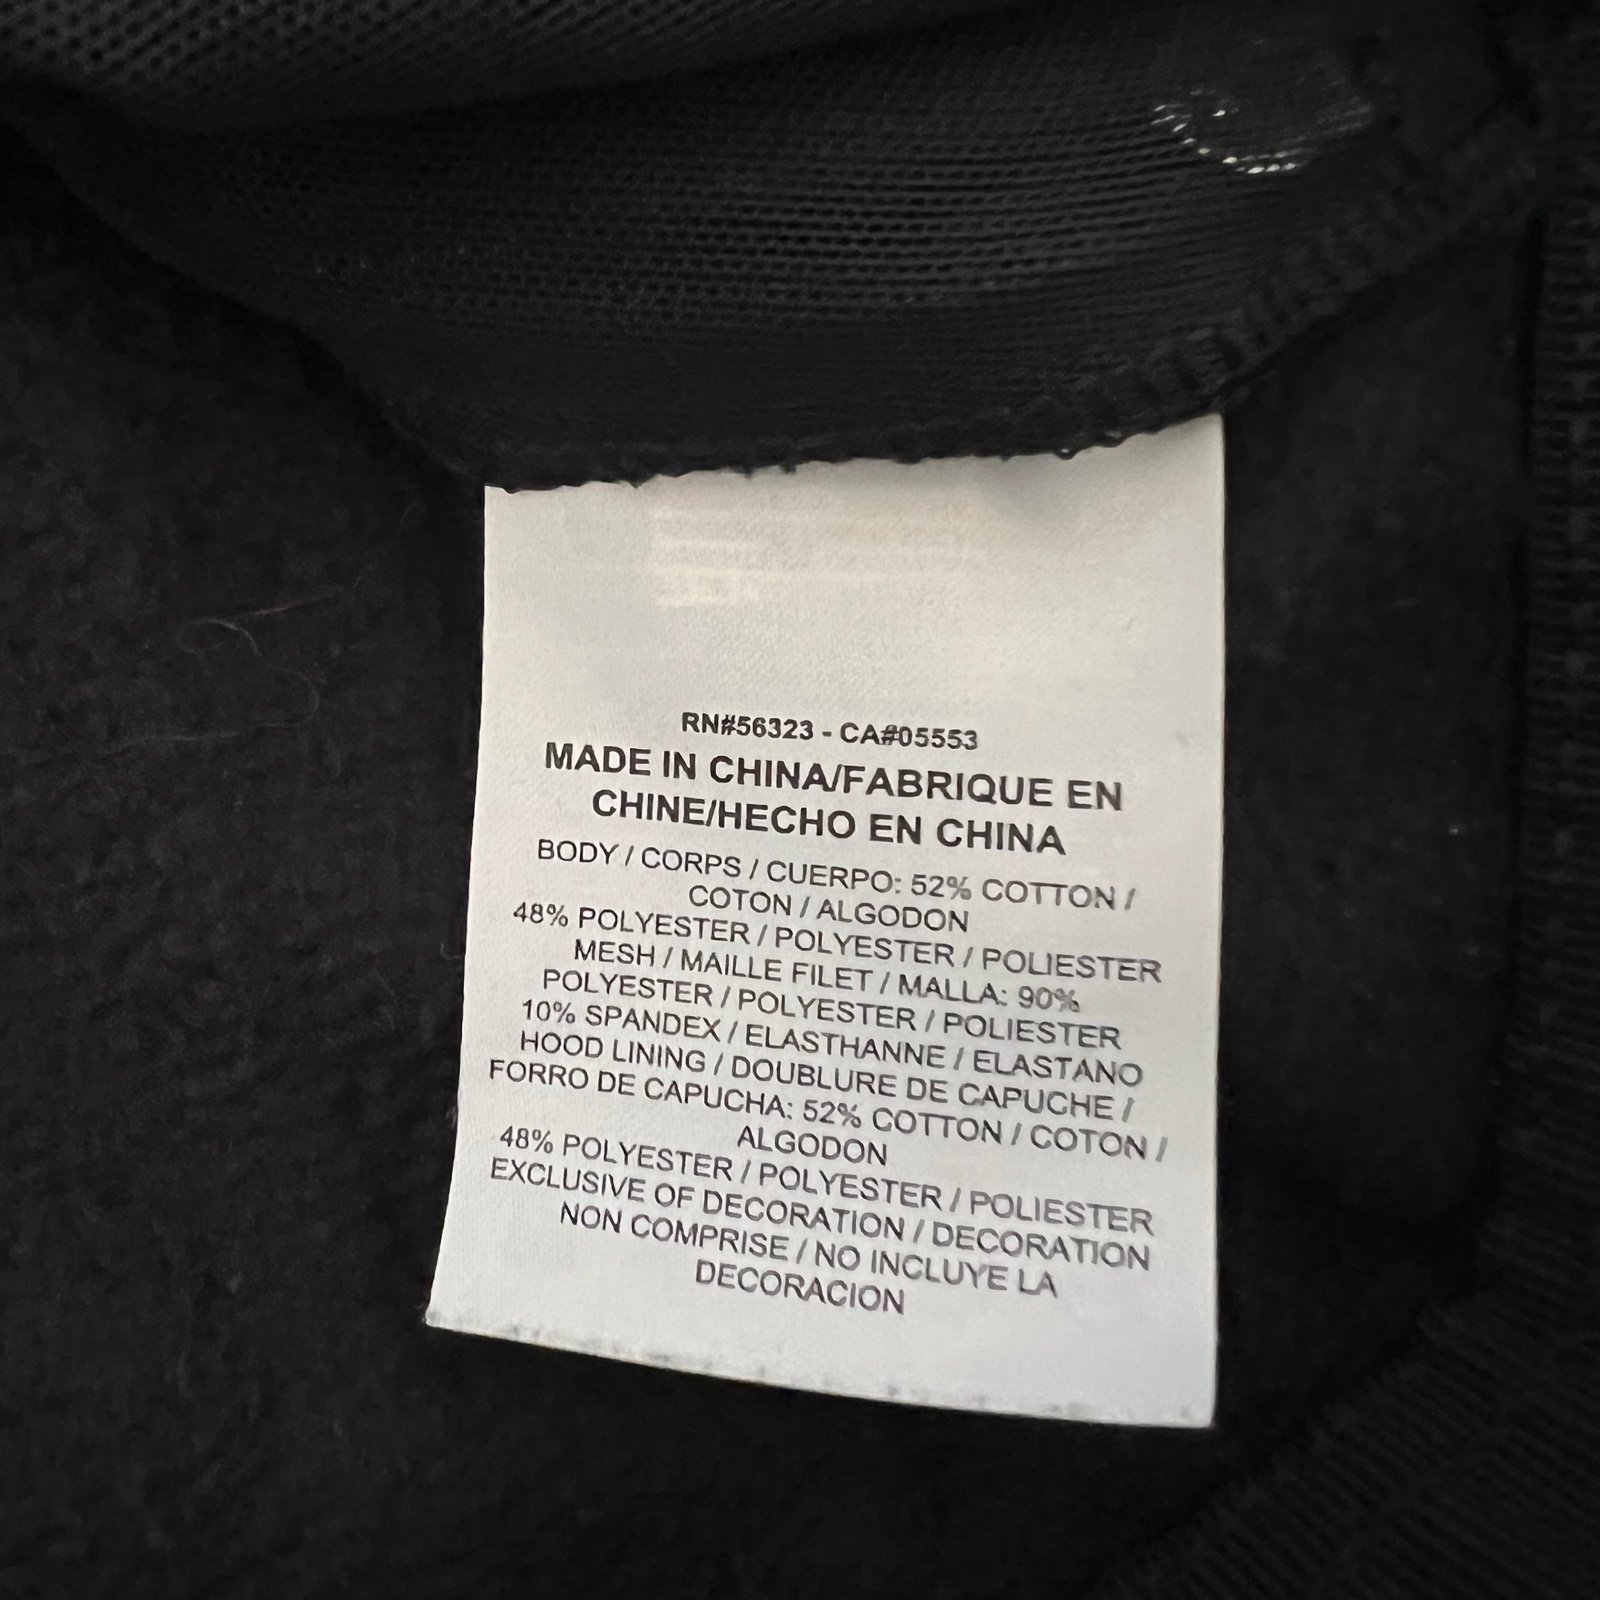 RN#56323 - CA#05553
MADE IN CHINA/FABRIQUE EN
CHINE/HECHO EN CHINA
BODY / CORPS / CUERPO: 52% COTTON /
COTON / ALGODON
48% POLYESTER / POLYESTER / POLIESTER
MESH / MAILLE FILET / MALLA: 90%
POLYESTER / POLYESTER / POLIESTER
10% SPANDEX / ELASTHANNE / ELASTANO
HOOD LINING / DOUBLURE DE CAPUCHE /
FORRO DE CAPUCHA: 52% COTTON / COTON /
ALGODON
48% POLYESTER / POLYESTER / POLIESTER
EXCLUSIVE OF DECORATION / DECORATION
NON COMPRISE / NO INCLUYE LA
DECORACION